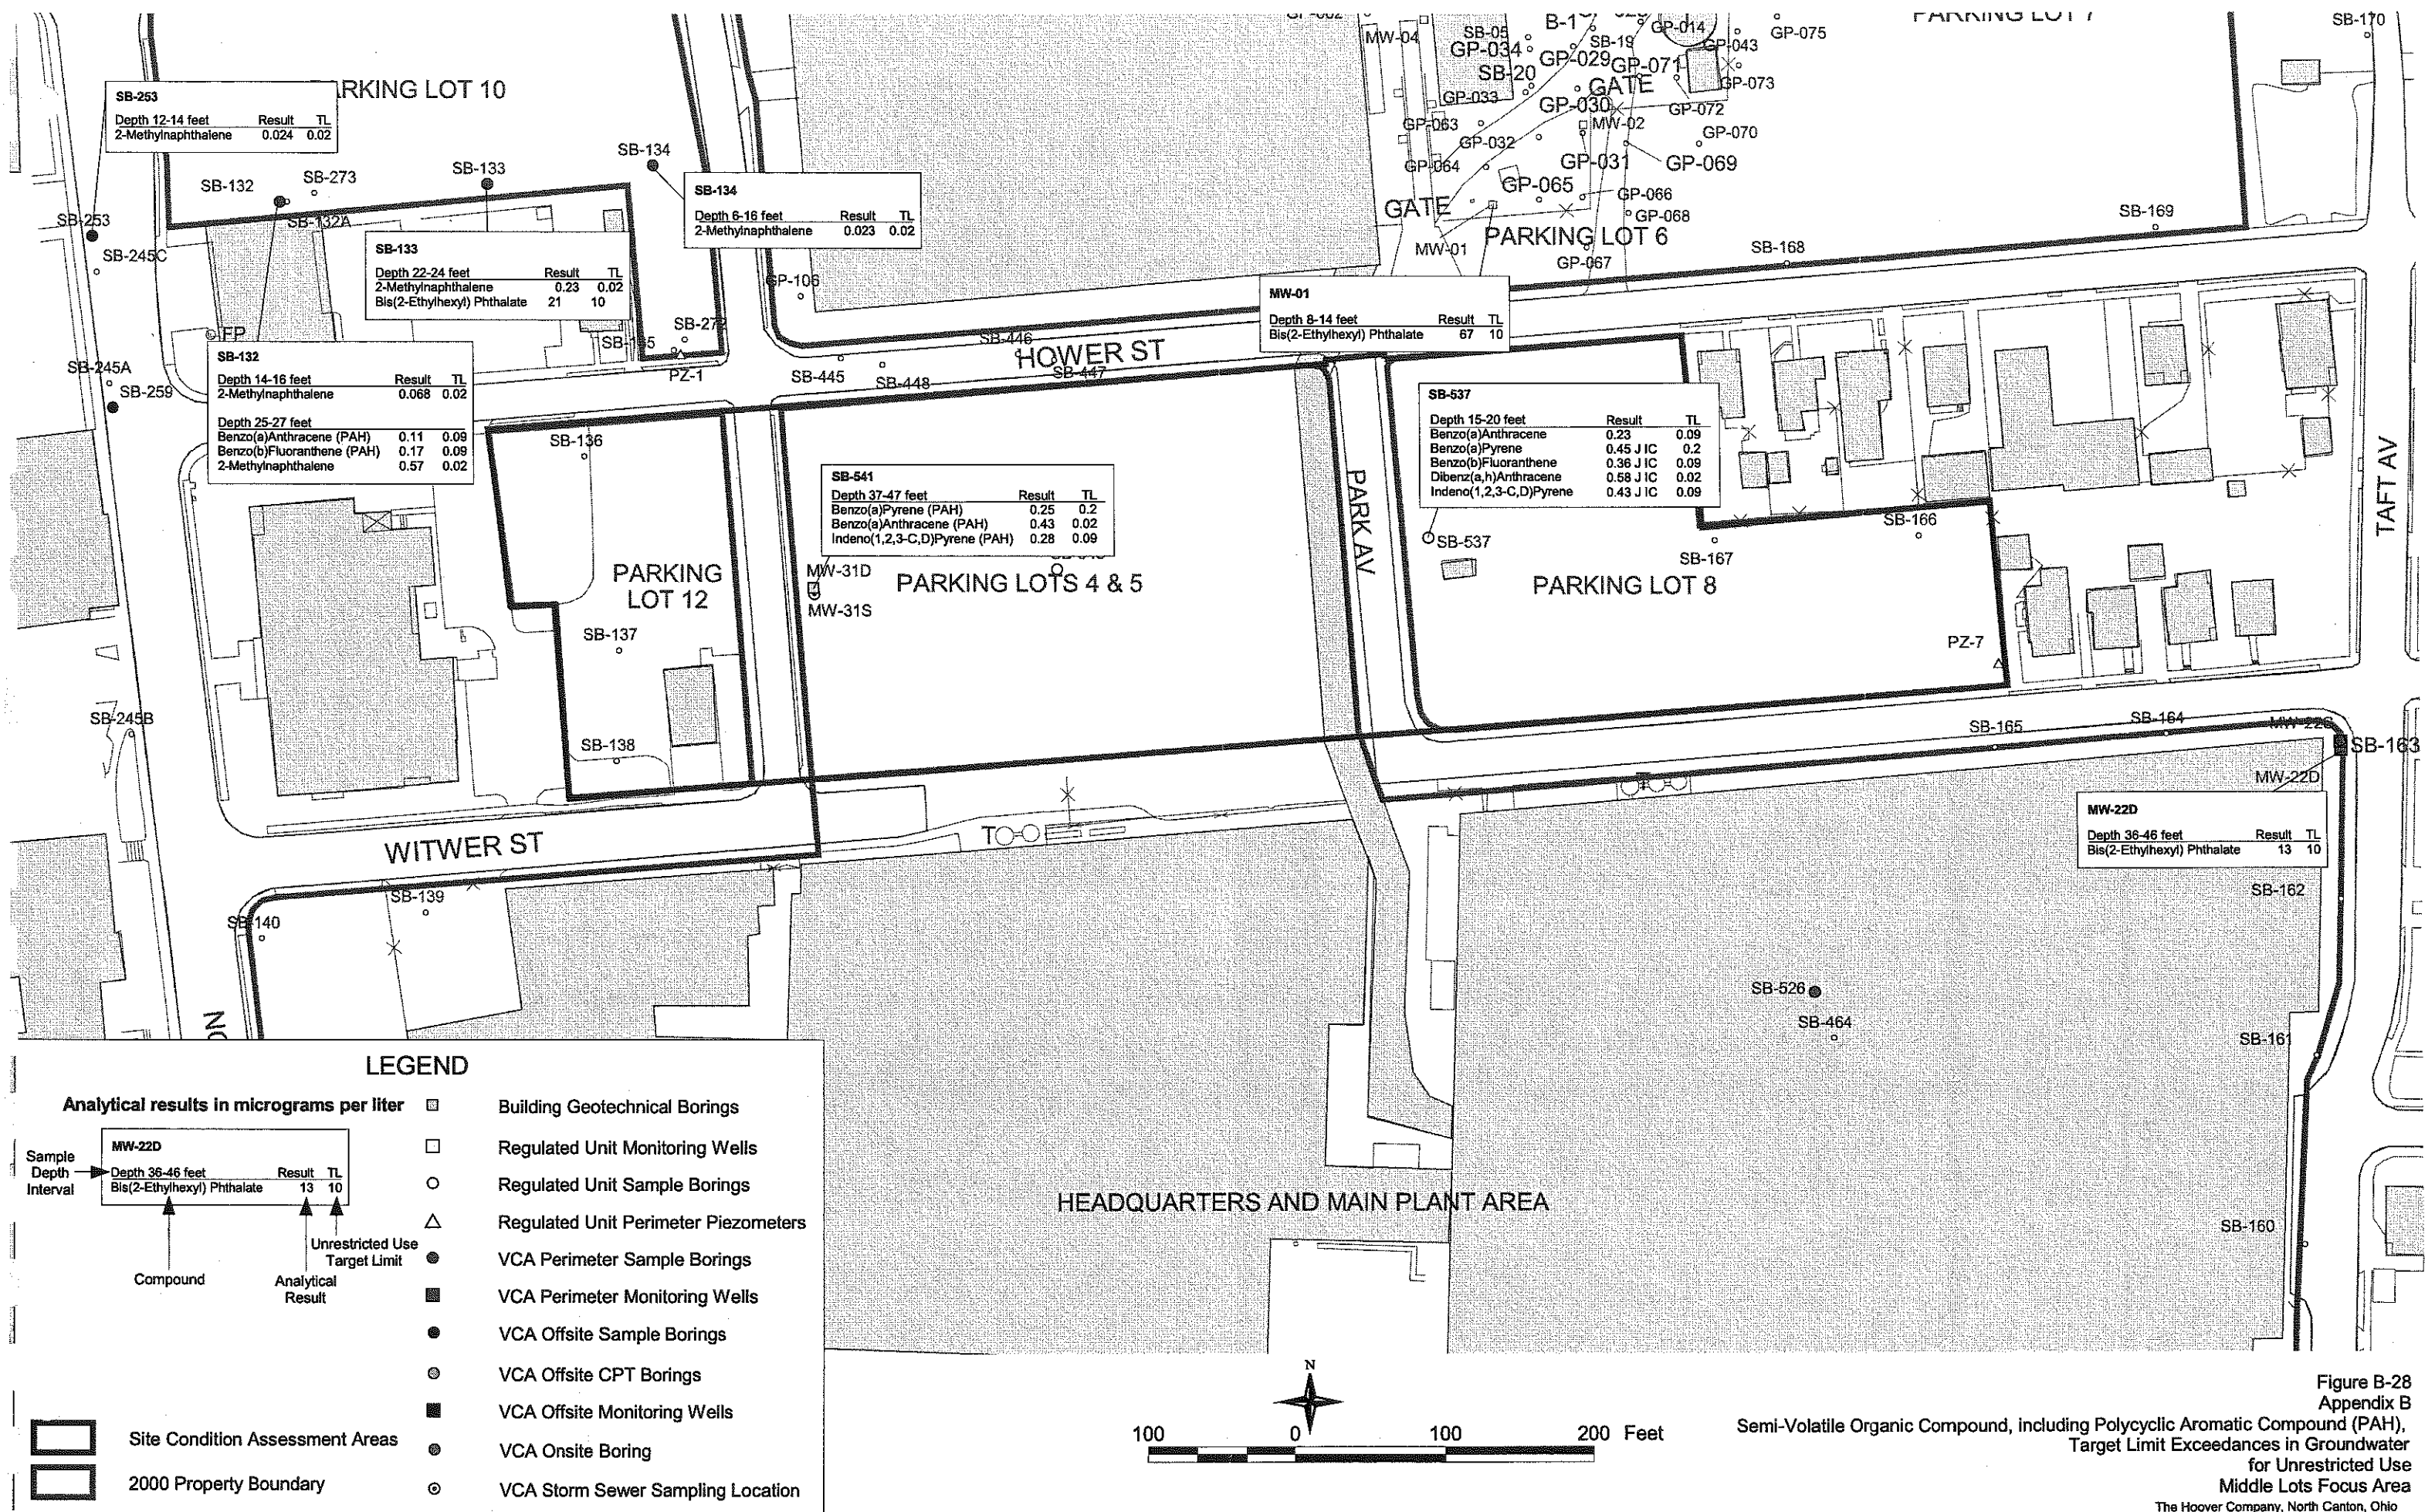 PARKING LOT 7
SB-170
GP-014
GP-043
GP-075
B-1
SB-05
SB-19
MW-04
GP-034
GP-029
GP-071
SB-20
GATE
GP-073
GP-033
GP-030
GP-072
GP-063
MW-02
GP-070
GP-032
GP-064
GP-031
GP-069
GP-065
GP-066
GATE
GP-068
PARKING LOT 6
MW-01
GP-067
SB-168
SB-169
RKING LOT 10
SB-253
Depth 12-14 feet Result TL
2-Methylnaphthalene 0.024 0.02
SB-134
SB-133
SB-132
SB-273
SB-132A
SB-253
SB-245C
SB-134
Depth 6-16 feet Result TL
2-Methylnaphthalene 0.023 0.02
SB-133
Depth 22-24 feet Result TL
2-Methylnaphthalene 0.23 0.02
Bis(2-Ethylhexyl) Phthalate 21 10
GP-106
MW-01
Depth 8-14 feet Result TL
Bis(2-Ethylhexyl) Phthalate 67 10
FP
SB-132
Depth 14-16 feet Result TL
2-Methylnaphthalene 0.068 0.02
Depth 25-27 feet
Benzo(a)Anthracene (PAH) 0.11 0.09
Benzo(b)Fluoranthene (PAH) 0.17 0.09
2-Methylnaphthalene 0.57 0.02
SB-245A
SB-259
PZ-1
SB-446
HOWER ST
SB-445
SB-448
SB-447
SB-136
SB-537
Depth 15-20 feet Result TL
Benzo(a)Anthracene 0.23 0.09
Benzo(a)Pyrene 0.45 J IC 0.2
Benzo(b)Fluoranthene 0.36 J IC 0.09
Dibenz(a,h)Anthracene 0.58 J IC 0.02
Indeno(1,2,3-C,D)Pyrene 0.43 J IC 0.09
SB-541
Depth 37-47 feet Result TL
Benzo(a)Pyrene (PAH) 0.25 0.2
Benzo(a)Anthracene (PAH) 0.43 0.02
Indeno(1,2,3-C,D)Pyrene (PAH) 0.28 0.09
PARK AV
TAFT AV
SB-537
SB-166
SB-167
PARKING
LOT 12
MW-31D
MW-31S
PARKING LOTS 4 & 5
PARKING LOT 8
SB-137
PZ-7
SB-245B
SB-138
SB-165
SB-164
SB-163
MW-22D
MW-22D
Depth 36-46 feet Result TL
Bis(2-Ethylhexyl) Phthalate 13 10
WITWER ST
T
T
SB-139
SB-140
SB-162
SB-526
SB-464
SB-161
HEADQUARTERS AND MAIN PLANT AREA
SB-160
LEGEND
Analytical results in micrograms per liter
MW-22D
Depth 36-46 feet Result TL
Bis(2-Ethylhexyl) Phthalate 13 10
Sample
Depth
Interval
Compound
Analytical
Result
Unrestricted Use
Target Limit
Building Geotechnical Borings
Regulated Unit Monitoring Wells
Regulated Unit Sample Borings
Regulated Unit Perimeter Piezometers
VCA Perimeter Sample Borings
VCA Perimeter Monitoring Wells
VCA Offsite Sample Borings
VCA Offsite CPT Borings
VCA Offsite Monitoring Wells
VCA Onsite Boring
VCA Storm Sewer Sampling Location
Site Condition Assessment Areas
2000 Property Boundary
N
100 0 100 200 Feet
Figure B-28
Appendix B
Semi-Volatile Organic Compound, including Polycyclic Aromatic Compound (PAH),
Target Limit Exceedances in Groundwater
for Unrestricted Use
Middle Lots Focus Area
The Hoover Company, North Canton, Ohio